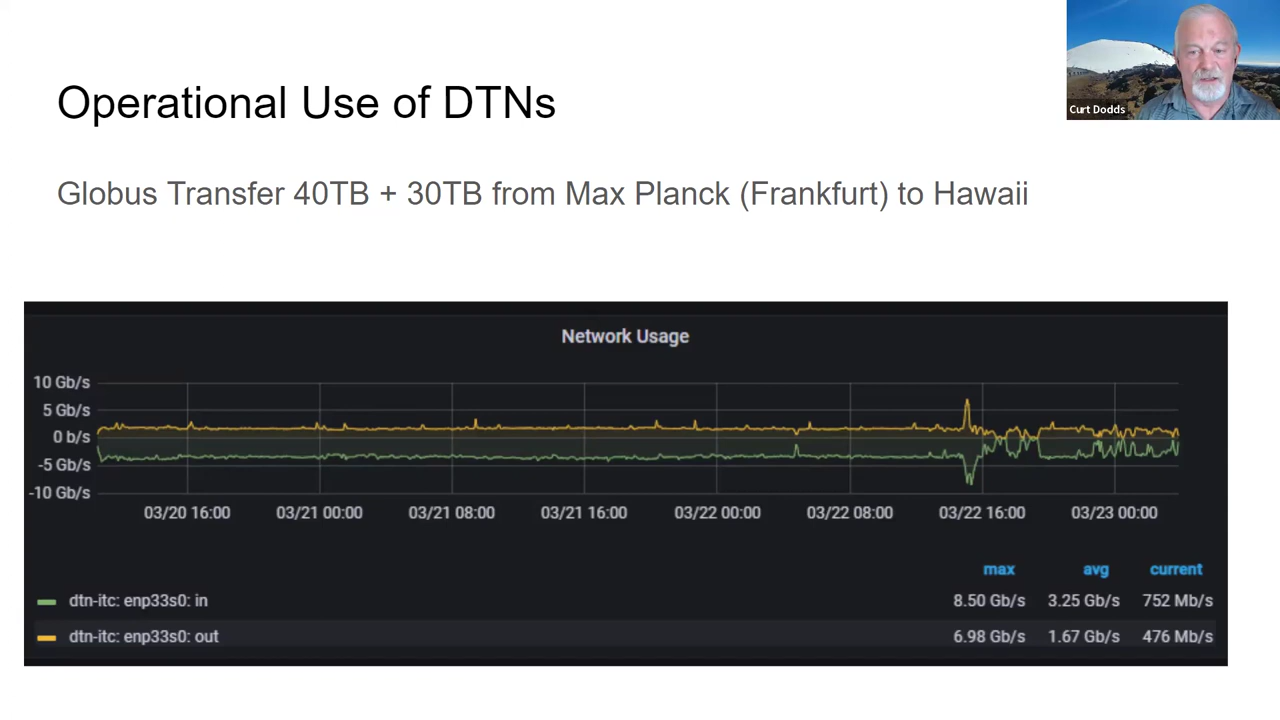 Curt Dodds
Operational Use of DTNs
Globus Transfer 40TB + 30TB from Max Planck (Frankfurt) to Hawaii
Network Usage
10 Gb/s
5 Gb/s
0 b/s
-5 Gb/s
-10 Gb/s
03/20 16:00 03/21 00:00 03/21 08:00 03/21 16:00 03/22 00:00 03/22 08:00 03/22 16:00 03/23 00:00
max avg current
dtn-itc: enp33s0: in 8.50 Gb/s 3.25 Gb/s 752 Mb/s
dtn-itc: enp33s0: out 6.98 Gb/s 1.67 Gb/s 476 Mb/s